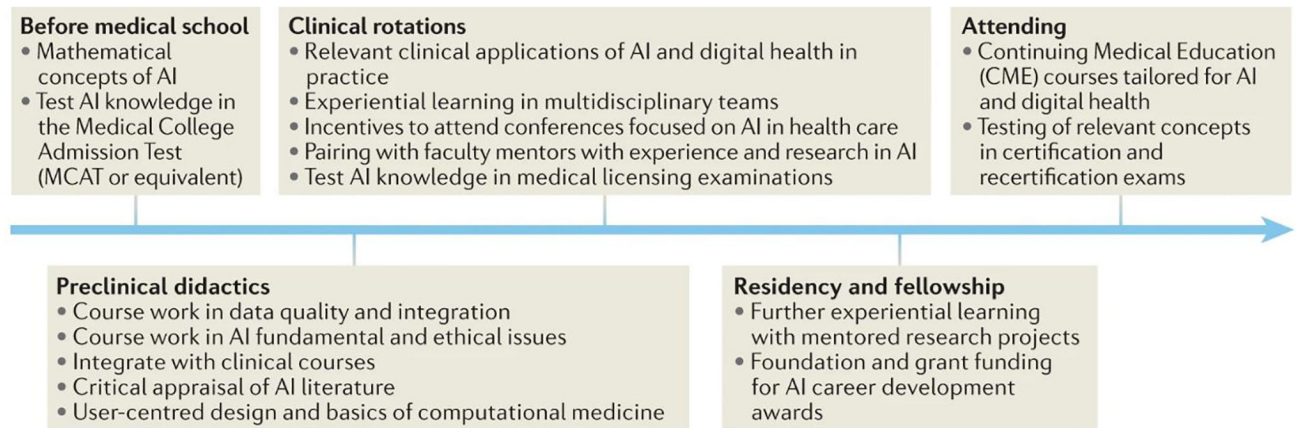 Before medical school
• Mathematical
concepts of AI
• Test AI knowledge in
the Medical College
Admission Test
(MCAT or equivalent)
Clinical rotations
• Relevant clinical applications of AI and digital health in
practice
• Experiential learning in multidisciplinary teams
• Incentives to attend conferences focused on AI in health care
• Pairing with faculty mentors with experience and research in AI
• Test AI knowledge in medical licensing examinations
Attending
• Continuing Medical Education
(CME) courses tailored for AI
and digital health
• Testing of relevant concepts
in certification and
recertification exams
Preclinical didactics
• Course work in data quality and integration
• Course work in AI fundamental and ethical issues
• Integrate with clinical courses
• Critical appraisal of AI literature
• User-centred design and basics of computational medicine
Residency and fellowship
• Further experiential learning
with mentored research projects
• Foundation and grant funding
for AI career development
awards